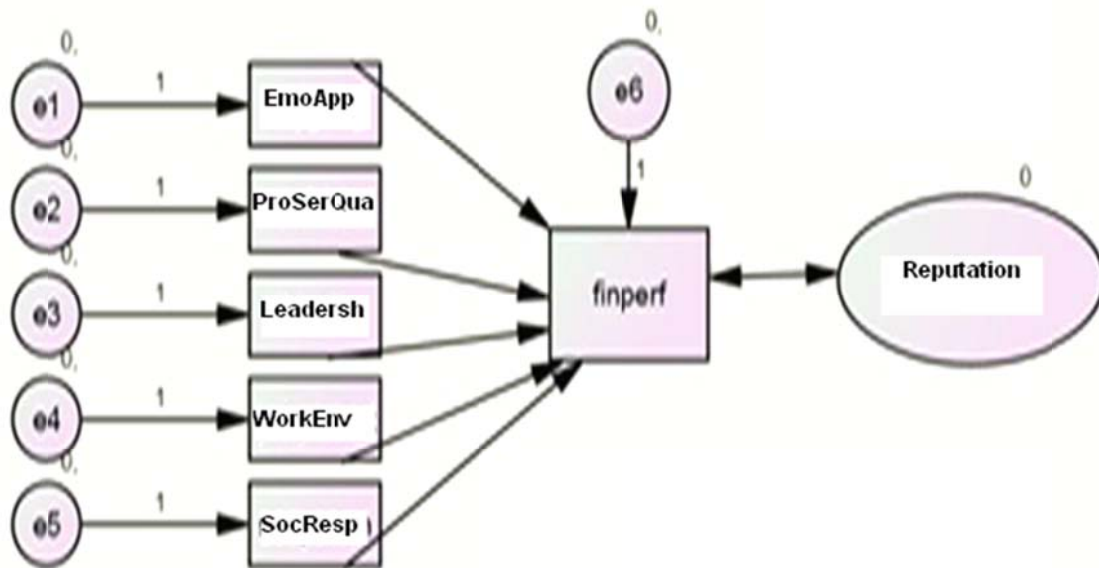 0,
e1
1
EmoApp
0,
e2
1
ProSerQua
0,
e3
1
Leadersh
0,
e4
1
WorkEnv
0,
e5
1
SocResp
0,
e6
1
finperf
0
Reputation